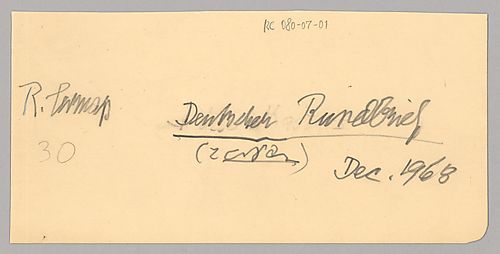 RC 080-07-01
R. Carnap
30
Deutscher Rundbrief
Dec. 1968